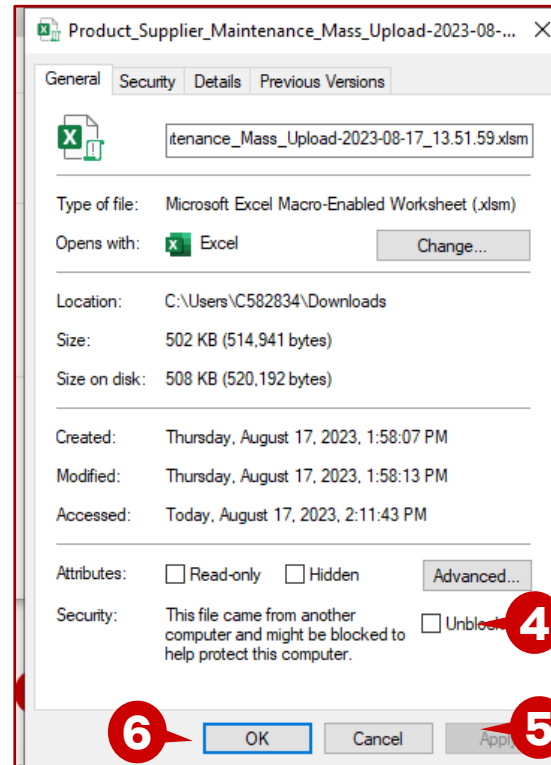 Product_Supplier_Maintenance_Mass_Upload-2023-08-...
General Security Details Previous Versions
tenance_Mass_Upload-2023-08-17_13.51.59.xlsm
Type of file: Microsoft Excel Macro-Enabled Worksheet (.xlsm)
Opens with: Excel Change...
Location: C:\Users\C582834\Downloads
Size: 502 KB (514,941 bytes)
Size on disk: 508 KB (520,192 bytes)
Created: Thursday, August 17, 2023, 1:58:07 PM
Modified: Thursday, August 17, 2023, 1:58:13 PM
Accessed: Today, August 17, 2023, 2:11:43 PM
Attributes: Read-only Hidden Advanced...
Security: This file came from another
computer and might be blocked to
help protect this computer.
Unblock 4
6 OK Cancel Apply 5